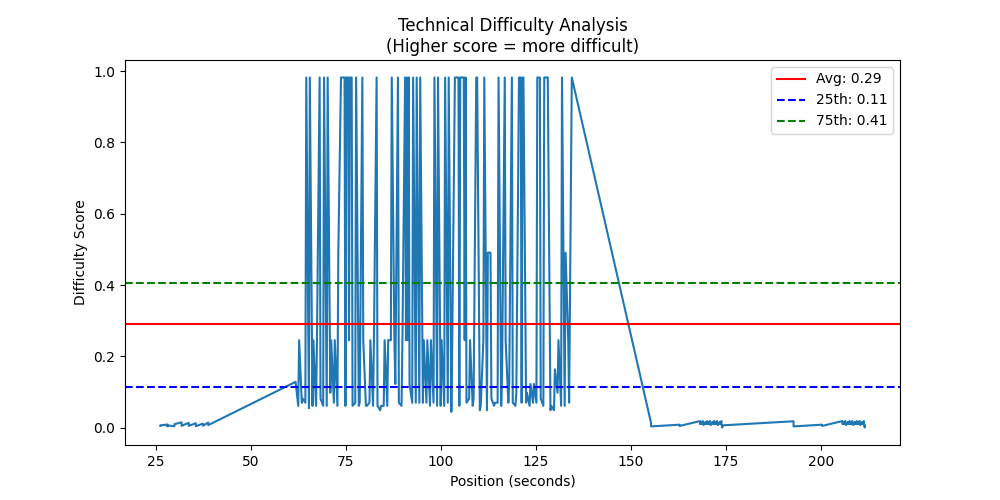 Technical Difficulty Analysis
(Higher score = more difficult)
Difficulty Score
1.0
0.8
0.6
0.4
0.2
0.0
Avg: 0.29
25th: 0.11
75th: 0.41
25 50 75 100 125 150 175 200
Position (seconds)